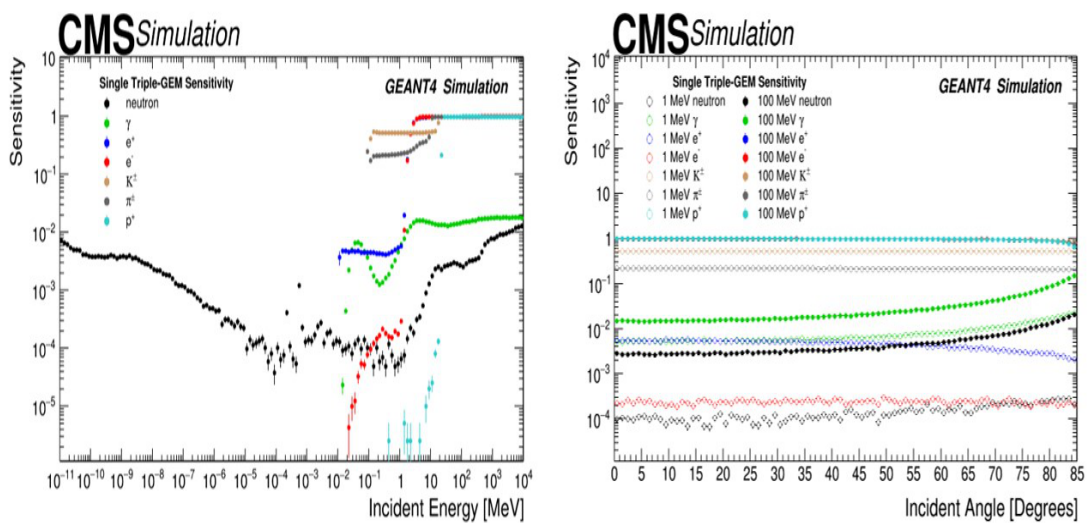 CMS Simulation
10
1
10⁻¹
10⁻²
10⁻³
10⁻⁴
10⁻⁵
Sensitivity
Single Triple-GEM Sensitivity
GEANT4 Simulation
neutron
γ
e⁺
e⁻
K±
π±
p⁺
10⁻¹¹ 10⁻¹⁰ 10⁻⁹ 10⁻⁸ 10⁻⁷ 10⁻⁶ 10⁻⁵ 10⁻⁴ 10⁻³ 10⁻² 10⁻¹ 1 10 10² 10³ 10⁴
Incident Energy [MeV]
CMS Simulation
10⁴
10³
10²
10
1
10⁻¹
10⁻²
10⁻³
10⁻⁴
Sensitivity
Single Triple-GEM Sensitivity
GEANT4 Simulation
1 MeV neutron 100 MeV neutron
1 MeV γ 100 MeV γ
1 MeV e⁺ 100 MeV e⁺
1 MeV e⁻ 100 MeV e⁻
1 MeV K± 100 MeV K±
1 MeV π± 100 MeV π±
1 MeV p⁺ 100 MeV p⁺
0 5 10 15 20 25 30 35 40 45 50 55 60 65 70 75 80 85
Incident Angle [Degrees]